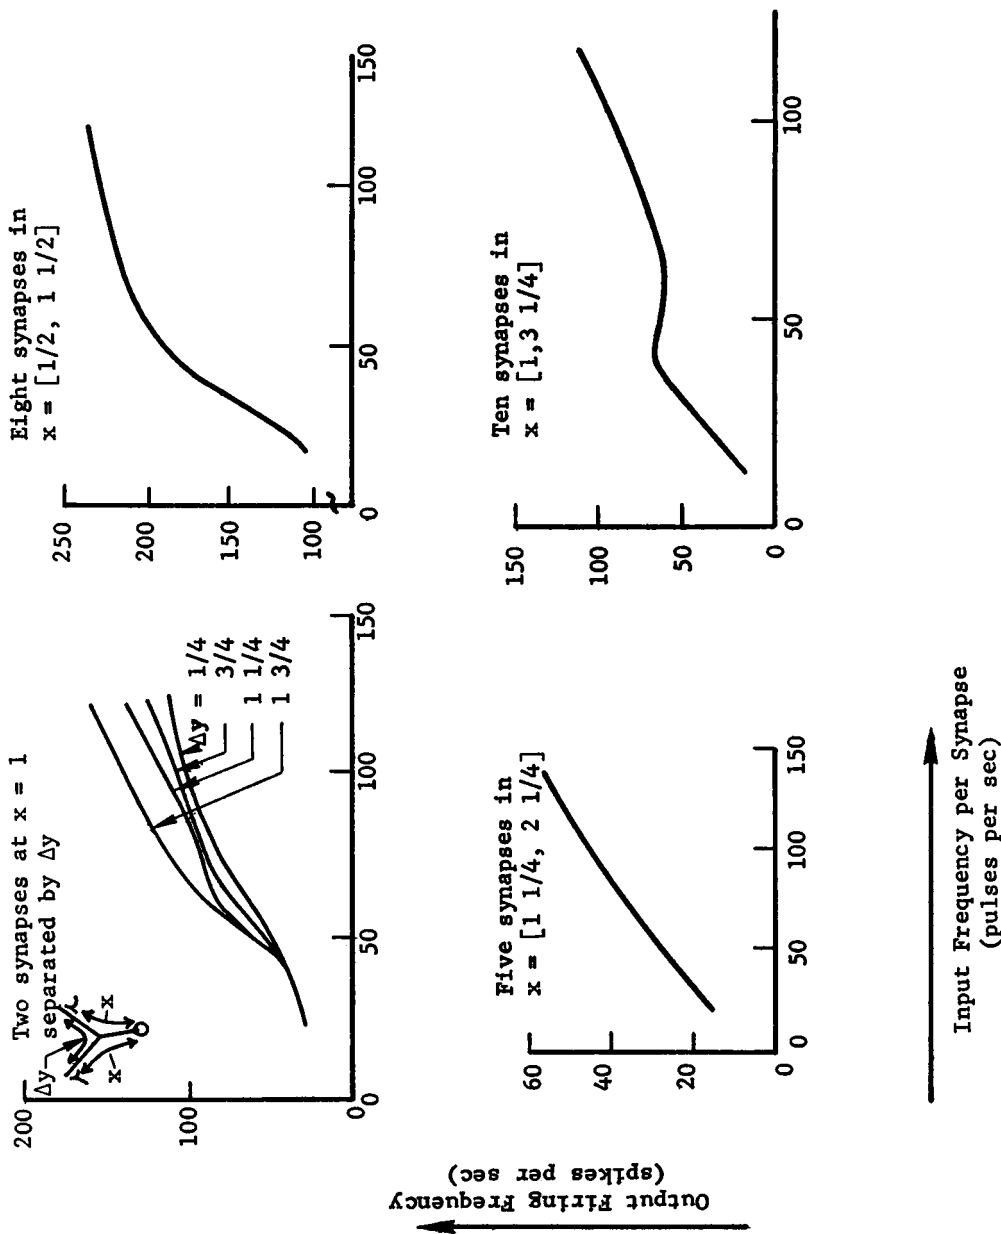 Two synapses at x = 1
separated by Δy
Δy
x
x
200
100
0
50
100
150
Δy = 1/4
3/4
1 1/4
1 3/4
Eight synapses in
x = [1/2, 1 1/2]
250
200
150
100
0
50
100
150
Five synapses in
x = [1 1/4, 2 1/4]
60
40
20
0
50
100
150
Ten synapses in
x = [1,3 1/4]
150
100
50
0
0
50
100
Output Firing Frequency
(spikes per sec)
Input Frequency per Synapse
(pulses per sec)